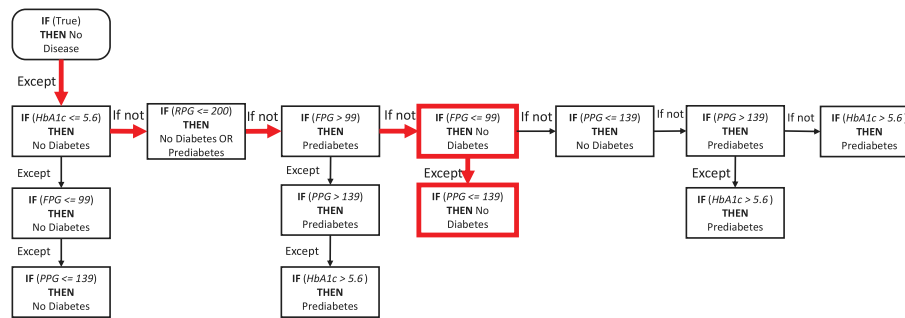 IF (True)
THEN No
Disease
Except
IF (HbA1c <= 5.6)
THEN
No Diabetes
If not
IF (RPG <= 200)
THEN
No Diabetes OR
Prediabetes
If not
IF (FPG > 99)
THEN
Prediabetes
If not
IF (FPG <= 99)
THEN No
Diabetes
If not
IF (PPG <= 139)
THEN
No Diabetes
If not
IF (PPG > 139)
THEN
Prediabetes
If not
IF (HbA1c > 5.6)
THEN
Prediabetes
Except
IF (FPG <= 99)
THEN
No Diabetes
Except
IF (PPG <= 139)
THEN
No Diabetes
Except
IF (PPG > 139)
THEN
Prediabetes
Except
IF (HbA1c > 5.6)
THEN
Prediabetes
Except
IF (PPG <= 139)
THEN No
Diabetes
Except
IF (HbA1c > 5.6)
THEN
Prediabetes